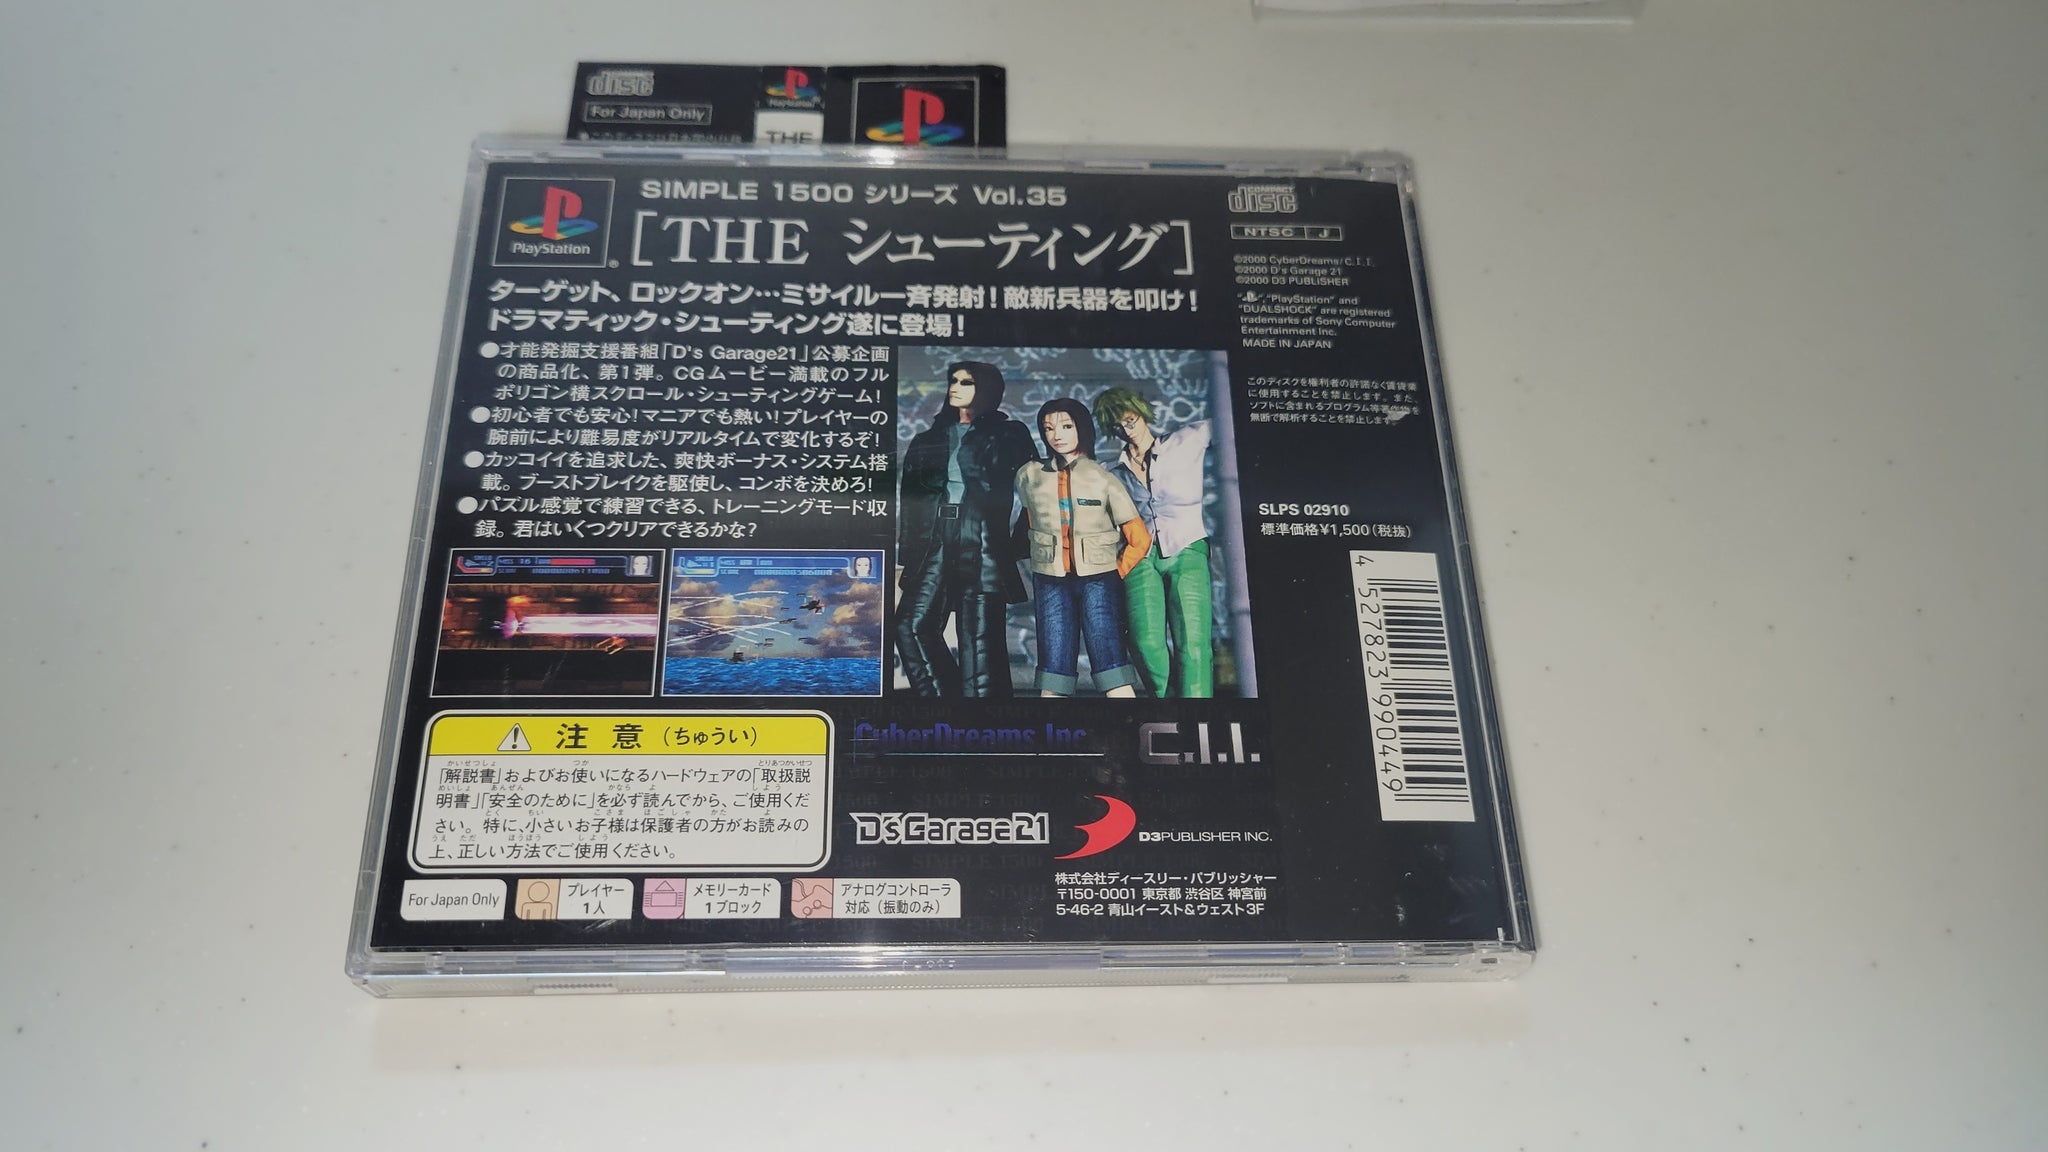 disc
For Japan Only
PlayStation
THE
SIMPLE 1500 シリーズ Vol.35
[THE シューティング]
PlayStation
ターゲット、ロックオン…ミサイル一斉発射!敵新兵器を叩け!
ドラマティック・シューティング遂に登場!
●才能発掘支援番組「D's Garage21」公募企画
の商品化、第1弾。CGムービー満載のフル
ポリゴン横スクロール・シューティングゲーム!
●初心者でも安心!マニアでも熱い!プレイヤーの
腕前により難易度がリアルタイムで変化するぞ!
●カッコイイを追求した、爽快ボーナス・システム搭
載。ブーストブレイクを駆使し、コンボを決めろ!
●パズル感覚で練習できる、トレーニングモード収
録。君はいくつクリアできるかな?
COMPACT
disc
NTSC J
©2000 CyberDreams/C.I.I.
©2000 D's Garage 21
©2000 D3 PUBLISHER
"PlayStation" and
"DUALSHOCK" are registered
trademarks of Sony Computer
Entertainment Inc.
MADE IN JAPAN
このディスクを権利者の許諾なく賃貸業
に使用することを禁止します。また、
ソフトに含まれるプログラム等著作物を
無断で解析することを禁止します。
SLPS 02910
標準価格¥1,500(税抜)
4 527823 990449
注意(ちゅうい)
「解説書」およびお使いになるハードウェアの「取扱説
明書」「安全のために」を必ず読んでから、ご使用くだ
さい。特に、小さいお子様は保護者の方がお読みの
上、正しい方法でご使用ください。
CyberDreams Inc.
C.I.I.
D'sGarage21
D3PUBLISHER INC.
For Japan Only
プレイヤー
1人
メモリーカード
1ブロック
アナログコントローラ
対応(振動のみ)
株式会社ディースリー・パブリッシャー
〒150-0001 東京都 渋谷区 神宮前
5-46-2 青山イースト&ウェスト3F